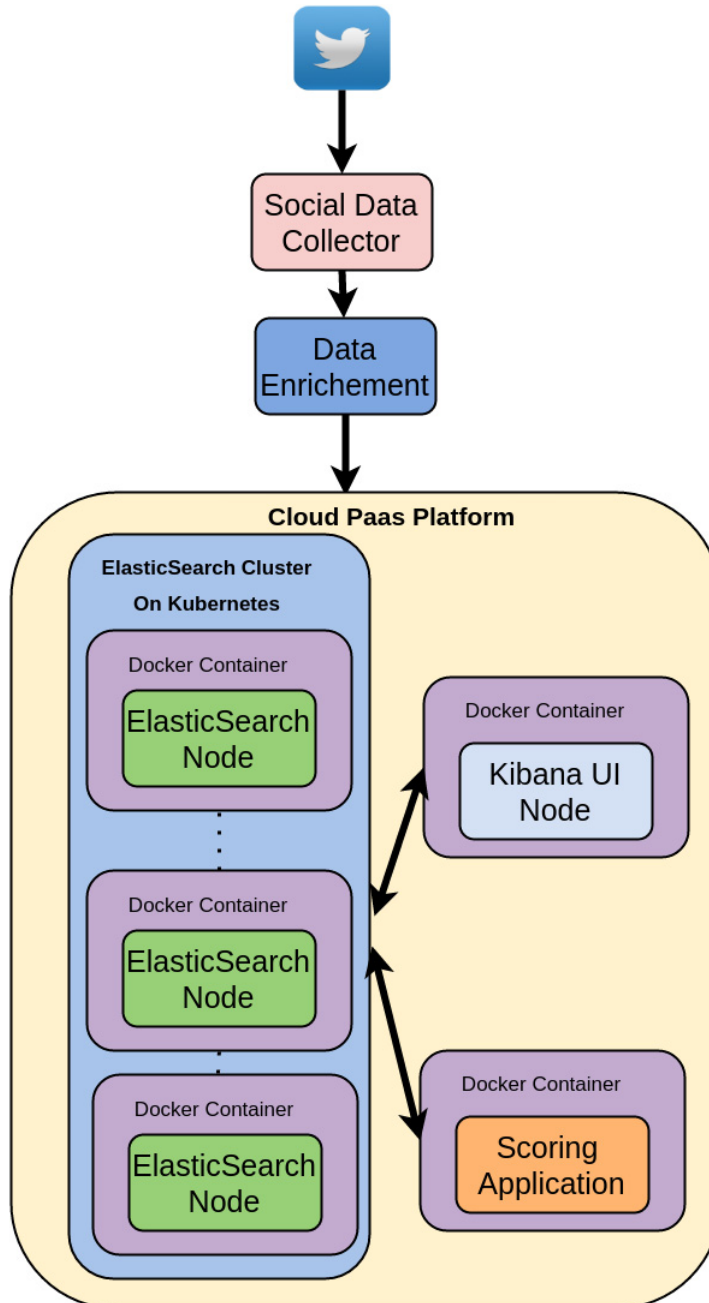 Social Data
Collector
Data
Enrichement
Cloud Paas Platform
ElasticSearch Cluster
On Kubernetes
Docker Container
ElasticSearch
Node
Docker Container
Kibana UI
Node
Docker Container
ElasticSearch
Node
Docker Container
Scoring
Application
Docker Container
ElasticSearch
Node